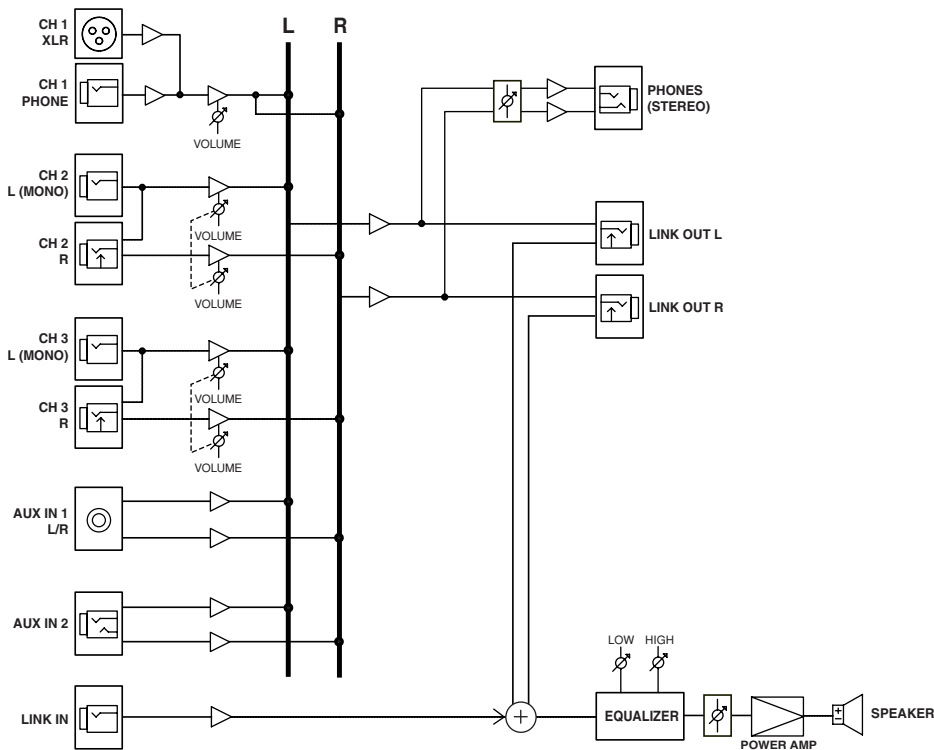 CH 1
XLR
L R
CH 1
PHONE
VOLUME
PHONES
(STEREO)
CH 2
L (MONO)
VOLUME
CH 2
R
VOLUME
LINK OUT L
LINK OUT R
CH 3
L (MONO)
VOLUME
CH 3
R
VOLUME
AUX IN 1
L/R
AUX IN 2
LOW HIGH
LINK IN
+
EQUALIZER
+
-
SPEAKER
POWER AMP